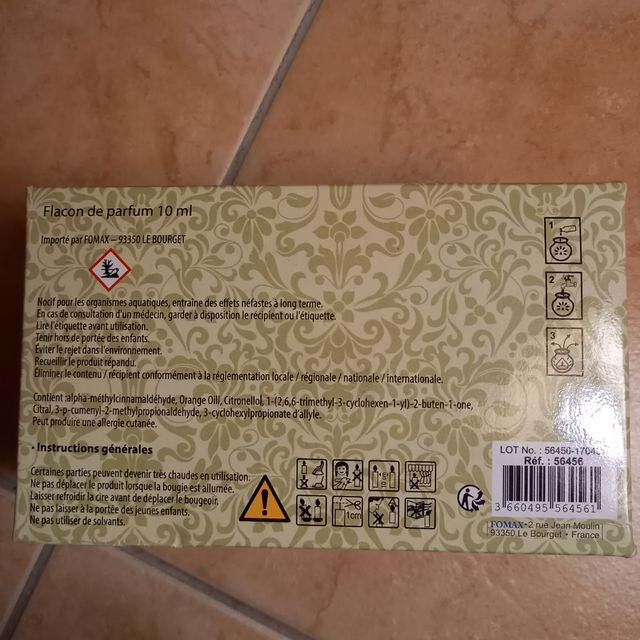 Flacon de parfum 10 ml
Importé par FOMAX – 93350 LE BOURGET
1
2
3
Nocif pour les organismes aquatiques, entraîne des effets néfastes à long terme.
En cas de consultation d'un médecin, garder à disposition le récipient ou l'étiquette.
Lire l'étiquette avant utilisation.
Tenir hors de portée des enfants.
Éviter le rejet dans l'environnement.
Recueillir le produit répandu.
Éliminer le contenu / récipient conformément à la réglementation locale / régionale / nationale / internationale.
Contient :alpha-méthylcinnamaldéhyde, Orange Oill, Citronellol, 1-(2,6,6-trimethyl-3-cyclohexen-1-yl)-2-buten-1-one,
Citral, 3-p-cumenyl-2-methylpropionaldehyde, 3-cyclohexylpropionate d'allyle.
Peut produire une allergie cutanée.
• Instructions générales
Certaines parties peuvent devenir très chaudes en utilisation.
Ne pas déplacer le produit lorsque la bougie est allumée.
Laisser refroidir la cire avant de déplacer le bougeoir.
Ne pas laisser à la portée des jeunes enfants.
Ne pas utiliser de solvants.
1cm
LOT No. :
Réf. : 56456
3 660495 564561
FOMAX • 2 rue Jean Moulin
93350 Le Bourget • France